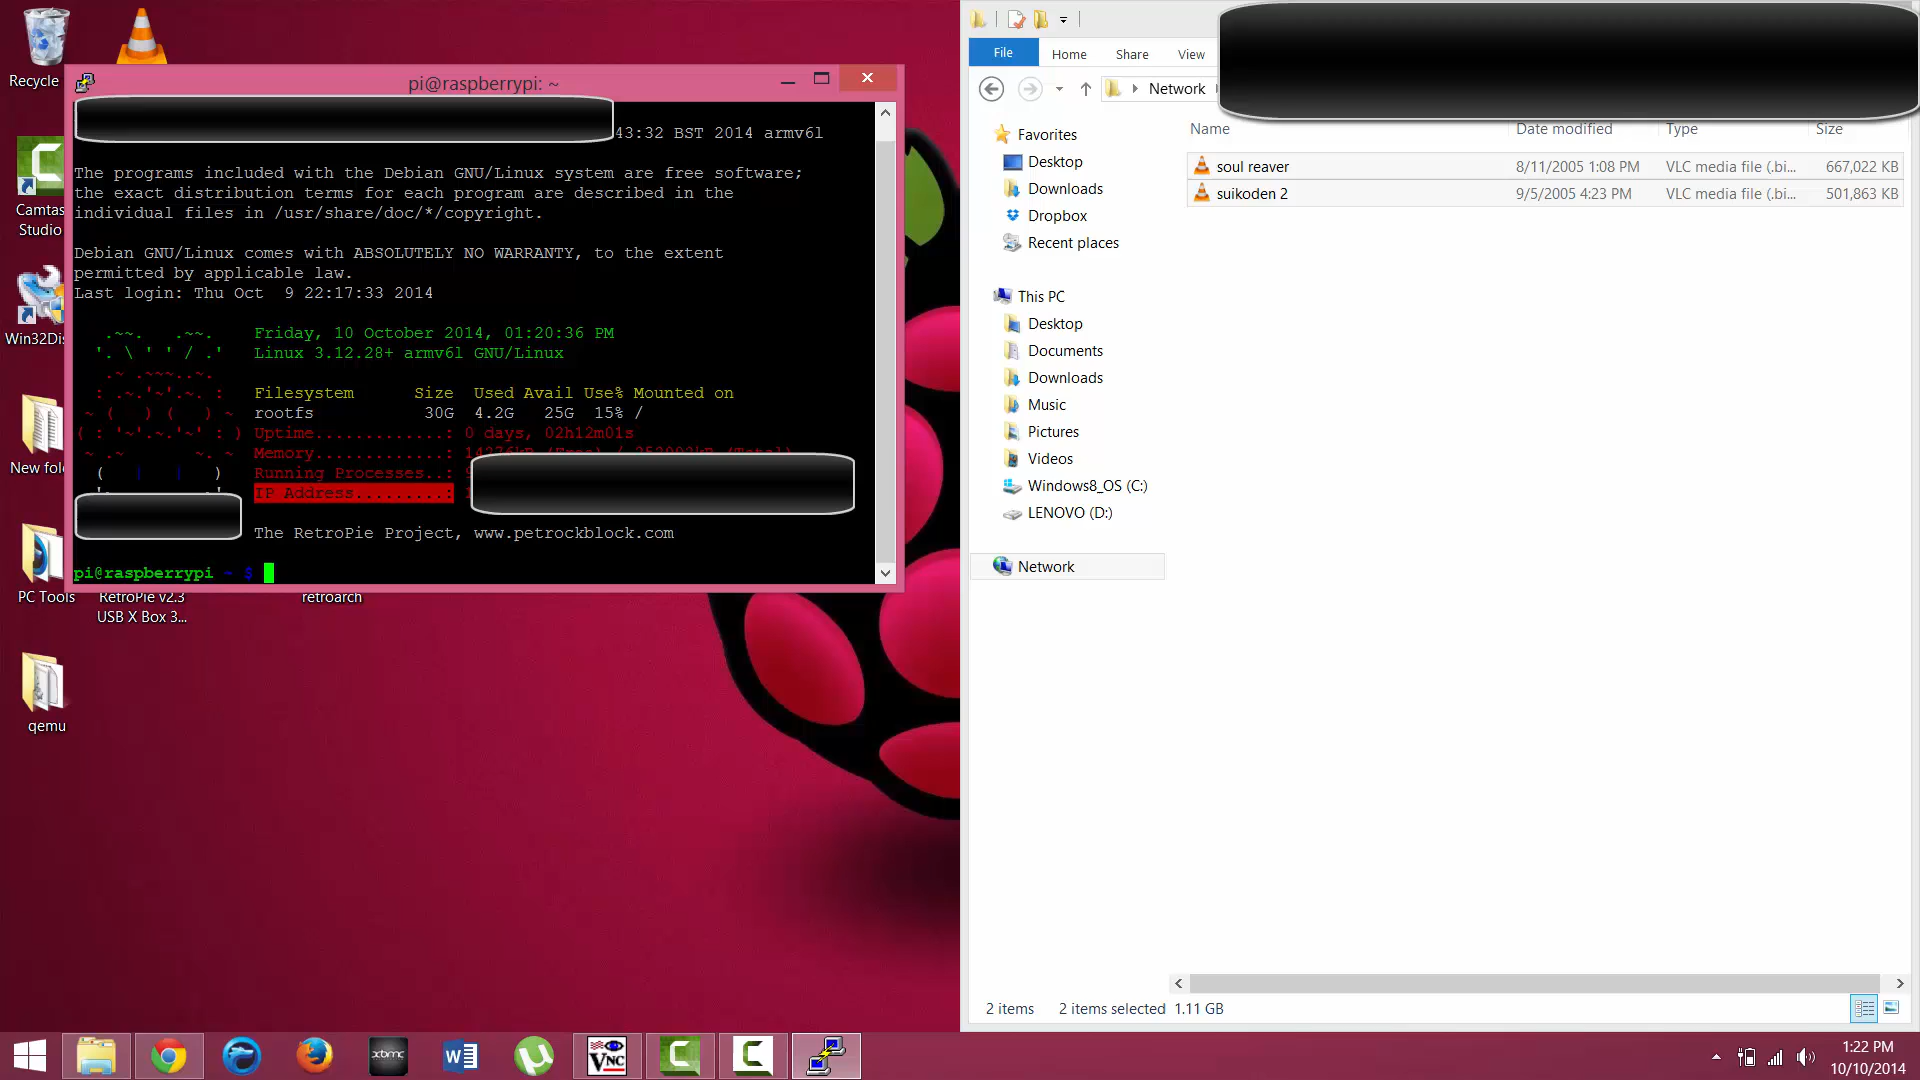 Recycle
Camtas
Studio
Win32Dis
New fol
PC Tools
RetroPie v2.3
USB X Box 3...
retroarch
qemu
pi@raspberrypi: ~
43:32 BST 2014 armv6l
The programs included with the Debian GNU/Linux system are free software;
the exact distribution terms for each program are described in the
individual files in /usr/share/doc/*/copyright.
Debian GNU/Linux comes with ABSOLUTELY NO WARRANTY, to the extent
permitted by applicable law.
Last login: Thu Oct  9 22:17:33 2014
Friday, 10 October 2014, 01:20:36 PM
Linux 3.12.28+ armv6l GNU/Linux
Filesystem      Size  Used Avail Use% Mounted on
rootfs           30G  4.2G   25G  15% /
Uptime.............: 0 days, 02h12m01s
Memory.............:
Running Processes..:
IP Address.........:
The RetroPie Project, www.petrockblock.com
pi@raspberrypi ~ $
File Home Share View
Network
Name Date modified Type Size
soul reaver 8/11/2005 1:08 PM VLC media file (.bi... 667,022 KB
suikoden 2 9/5/2005 4:23 PM VLC media file (.bi... 501,863 KB
Favorites
Desktop
Downloads
Dropbox
Recent places
This PC
Desktop
Documents
Downloads
Music
Pictures
Videos
Windows8_OS (C:)
LENOVO (D:)
Network
2 items 2 items selected 1.11 GB
xbmc
VNC
1:22 PM
10/10/2014